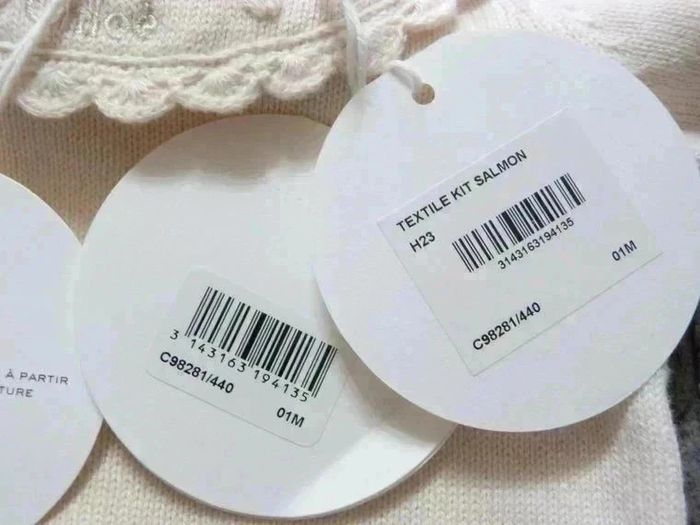 À PARTIR
TURE
3 143163 194135
C98281/440
01M
TEXTILE KIT SALMON
H23
3143163194135
01M
C98281/440